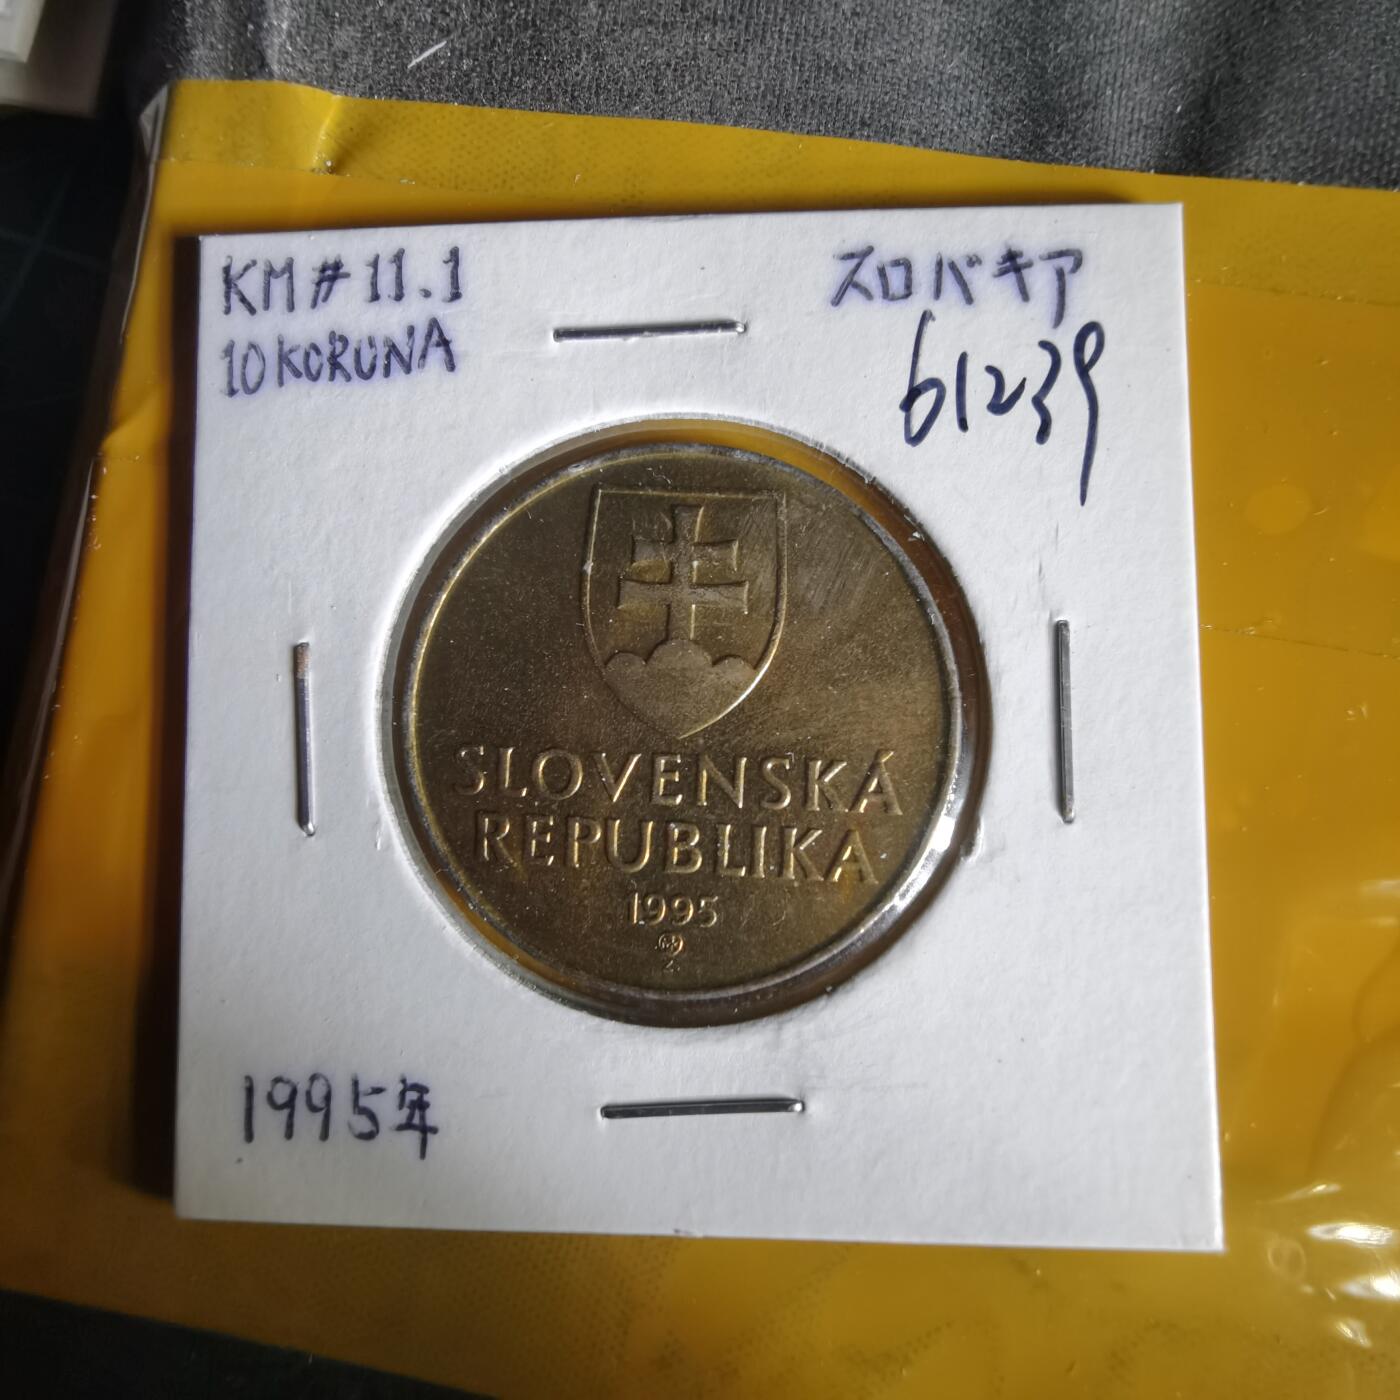 KM#11.1
10 KORUNA
スロバキア
61239
SLOVENSKÁ
REPUBLIKA
1995
1995年